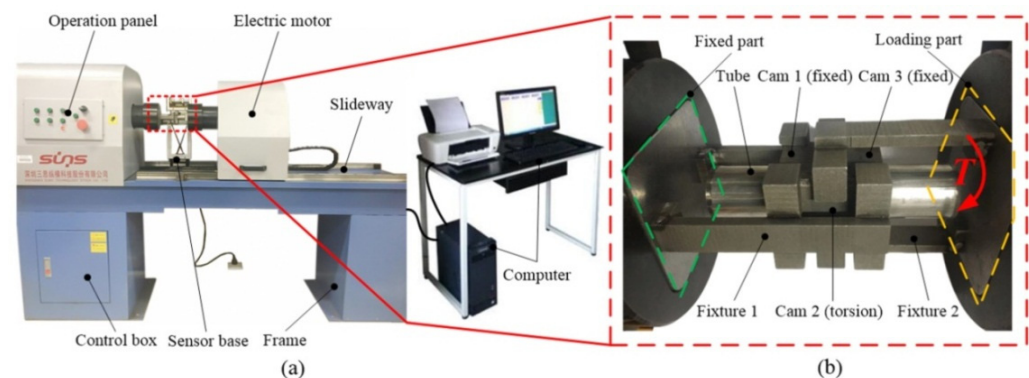 Operation panel
Electric motor
Slideway
SUNS
Computer
Control box
Sensor base
Frame
(a)
Fixed part
Loading part
Tube
Cam 1 (fixed)
Cam 3 (fixed)
T
Fixture 1
Cam 2 (torsion)
Fixture 2
(b)